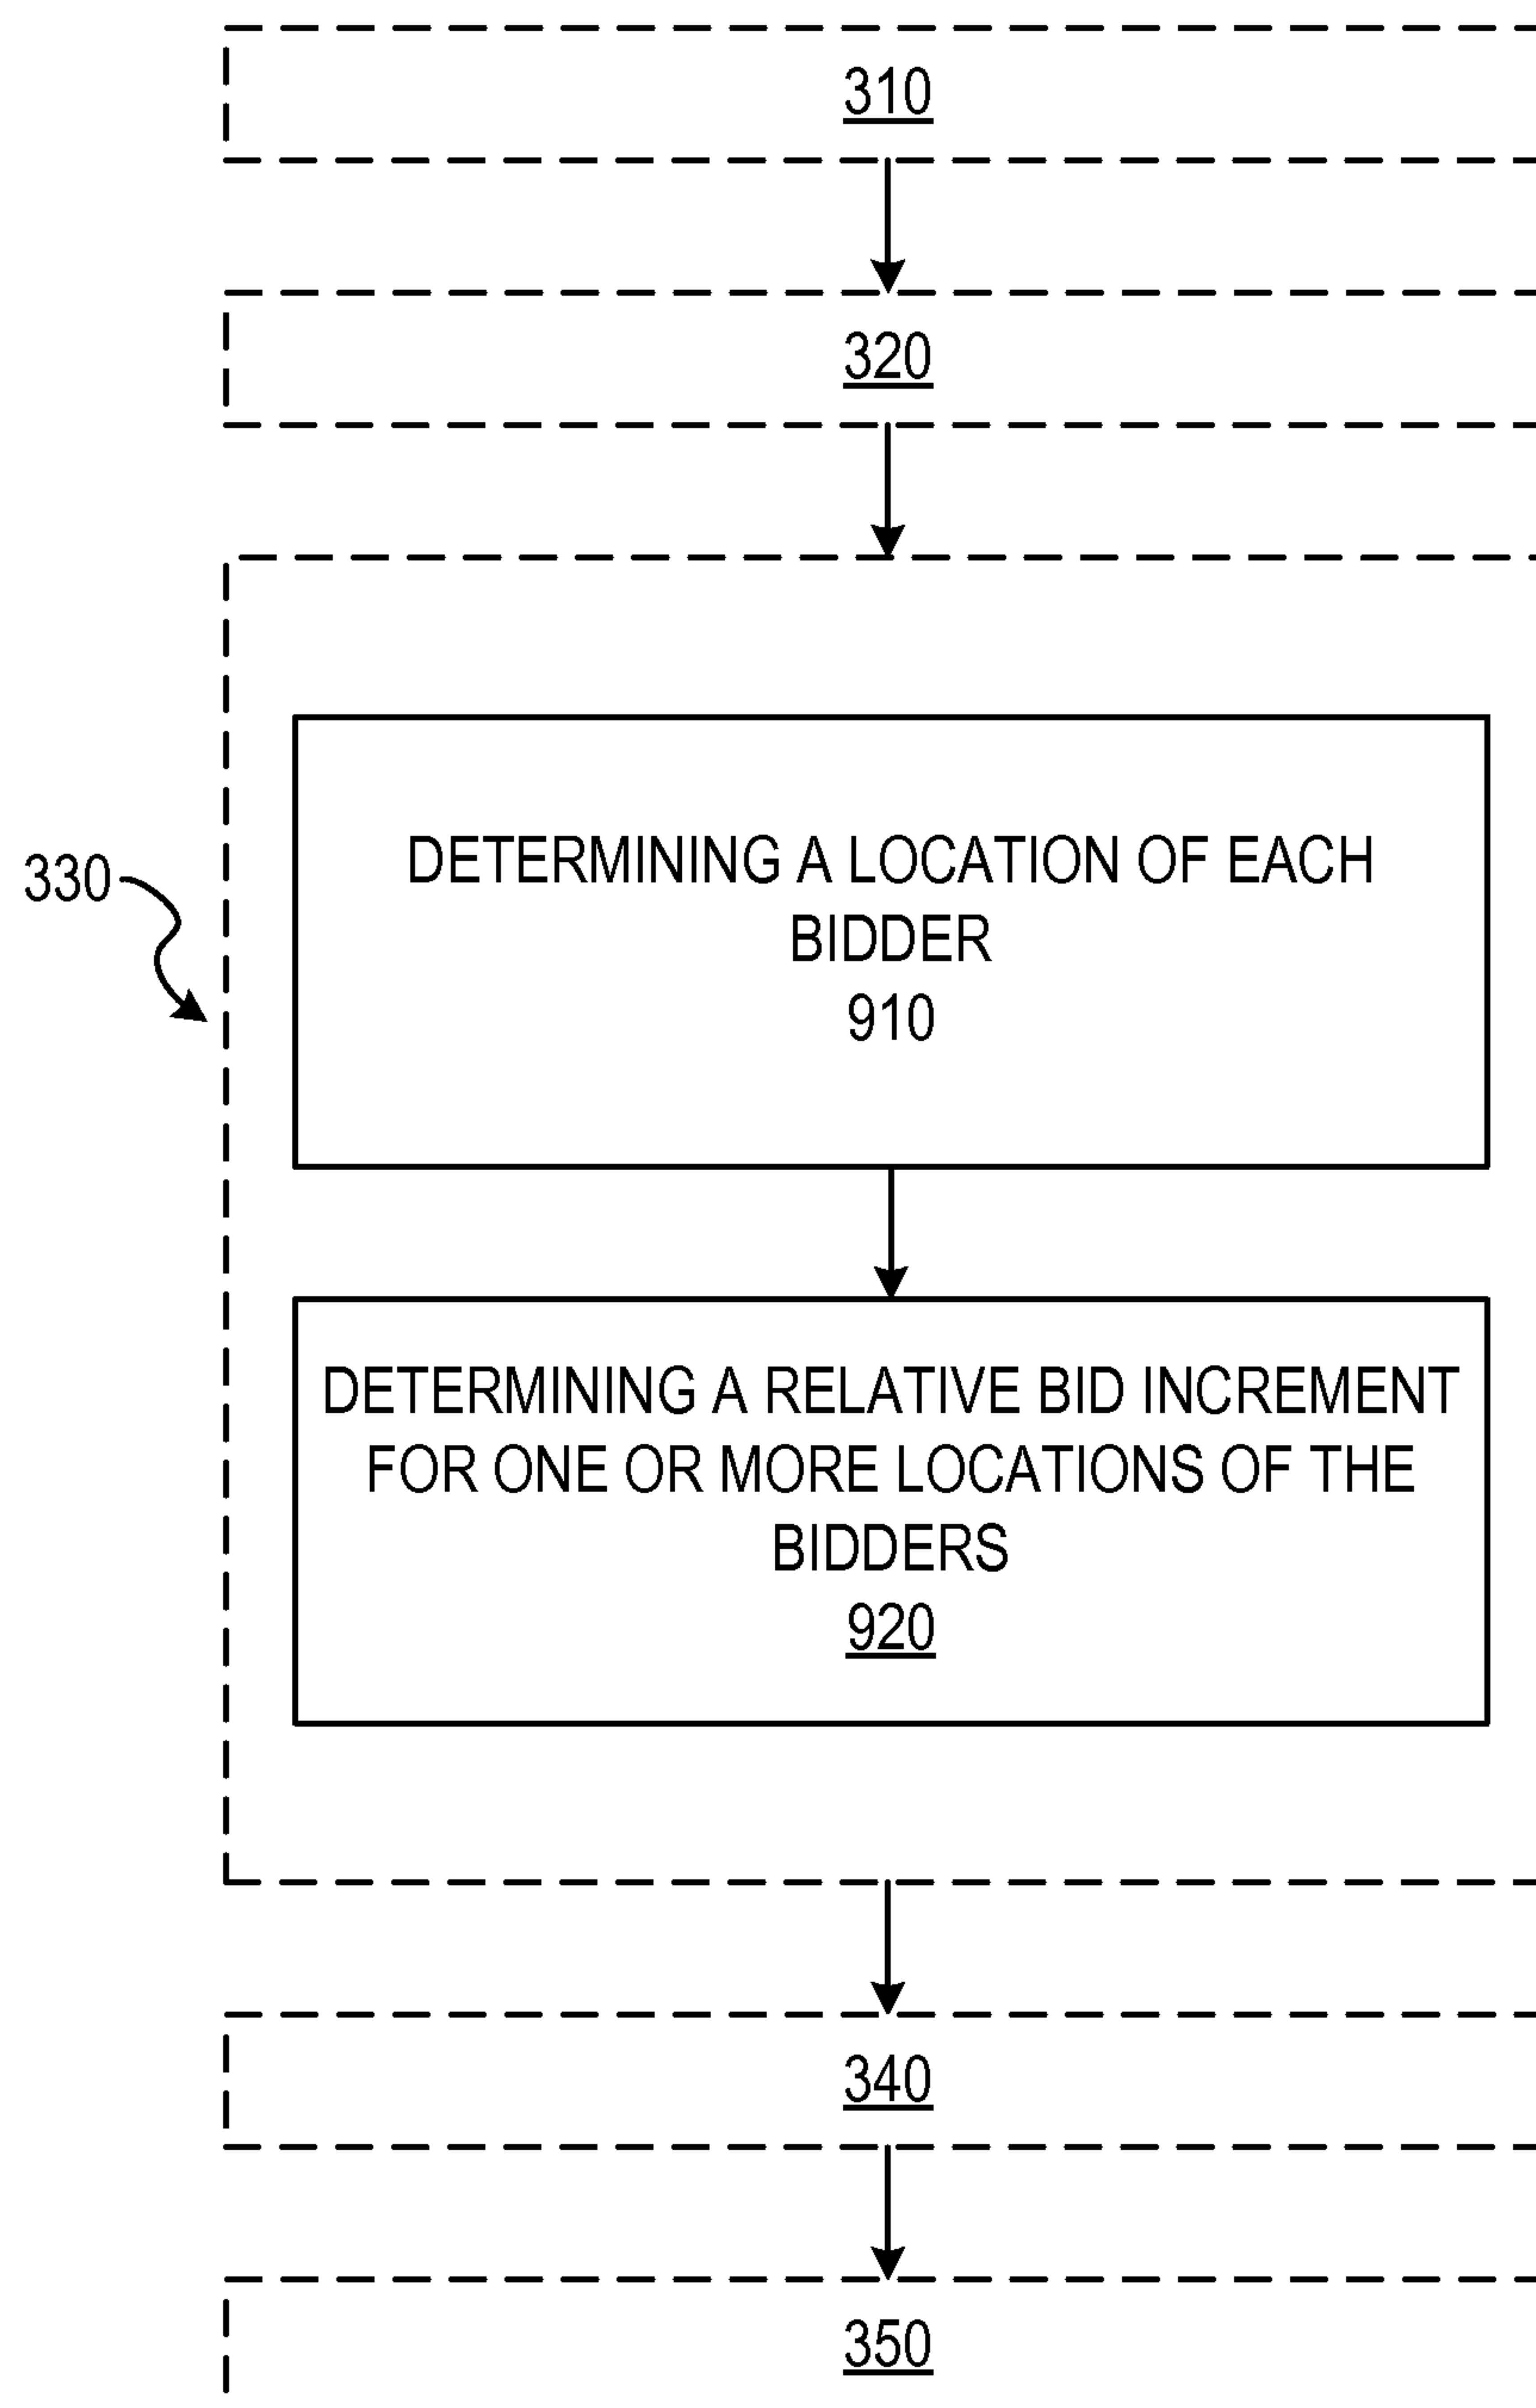 310
320
330
DETERMINING A LOCATION OF EACH
BIDDER
910
DETERMINING A RELATIVE BID INCREMENT
FOR ONE OR MORE LOCATIONS OF THE
BIDDERS
920
340
350